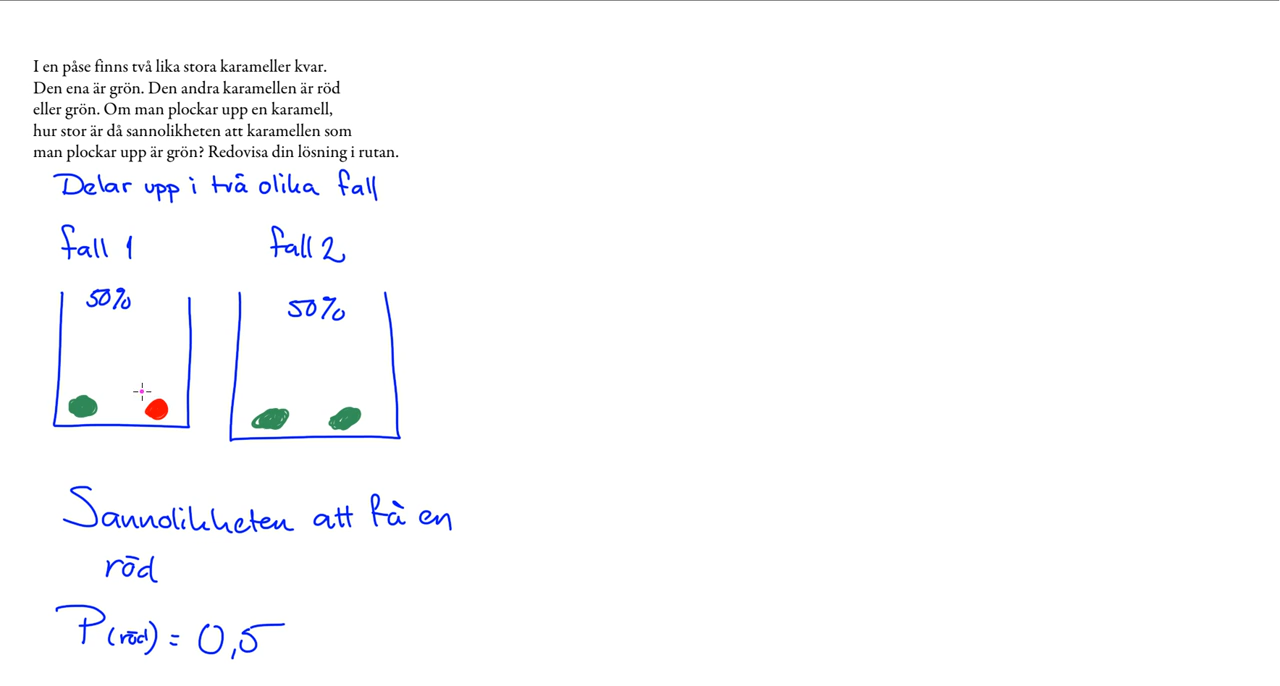 I en påse finns två lika stora karameller kvar.
Den ena är grön. Den andra karamellen är röd
eller grön. Om man plockar upp en karamell,
hur stor är då sannolikheten att karamellen som
man plockar upp är grön? Redovisa din lösning i rutan.
Delar upp i två olika fall
fall 1 fall 2
50% 50%
Sannolikheten att få en
röd
P(röd) = 0,5